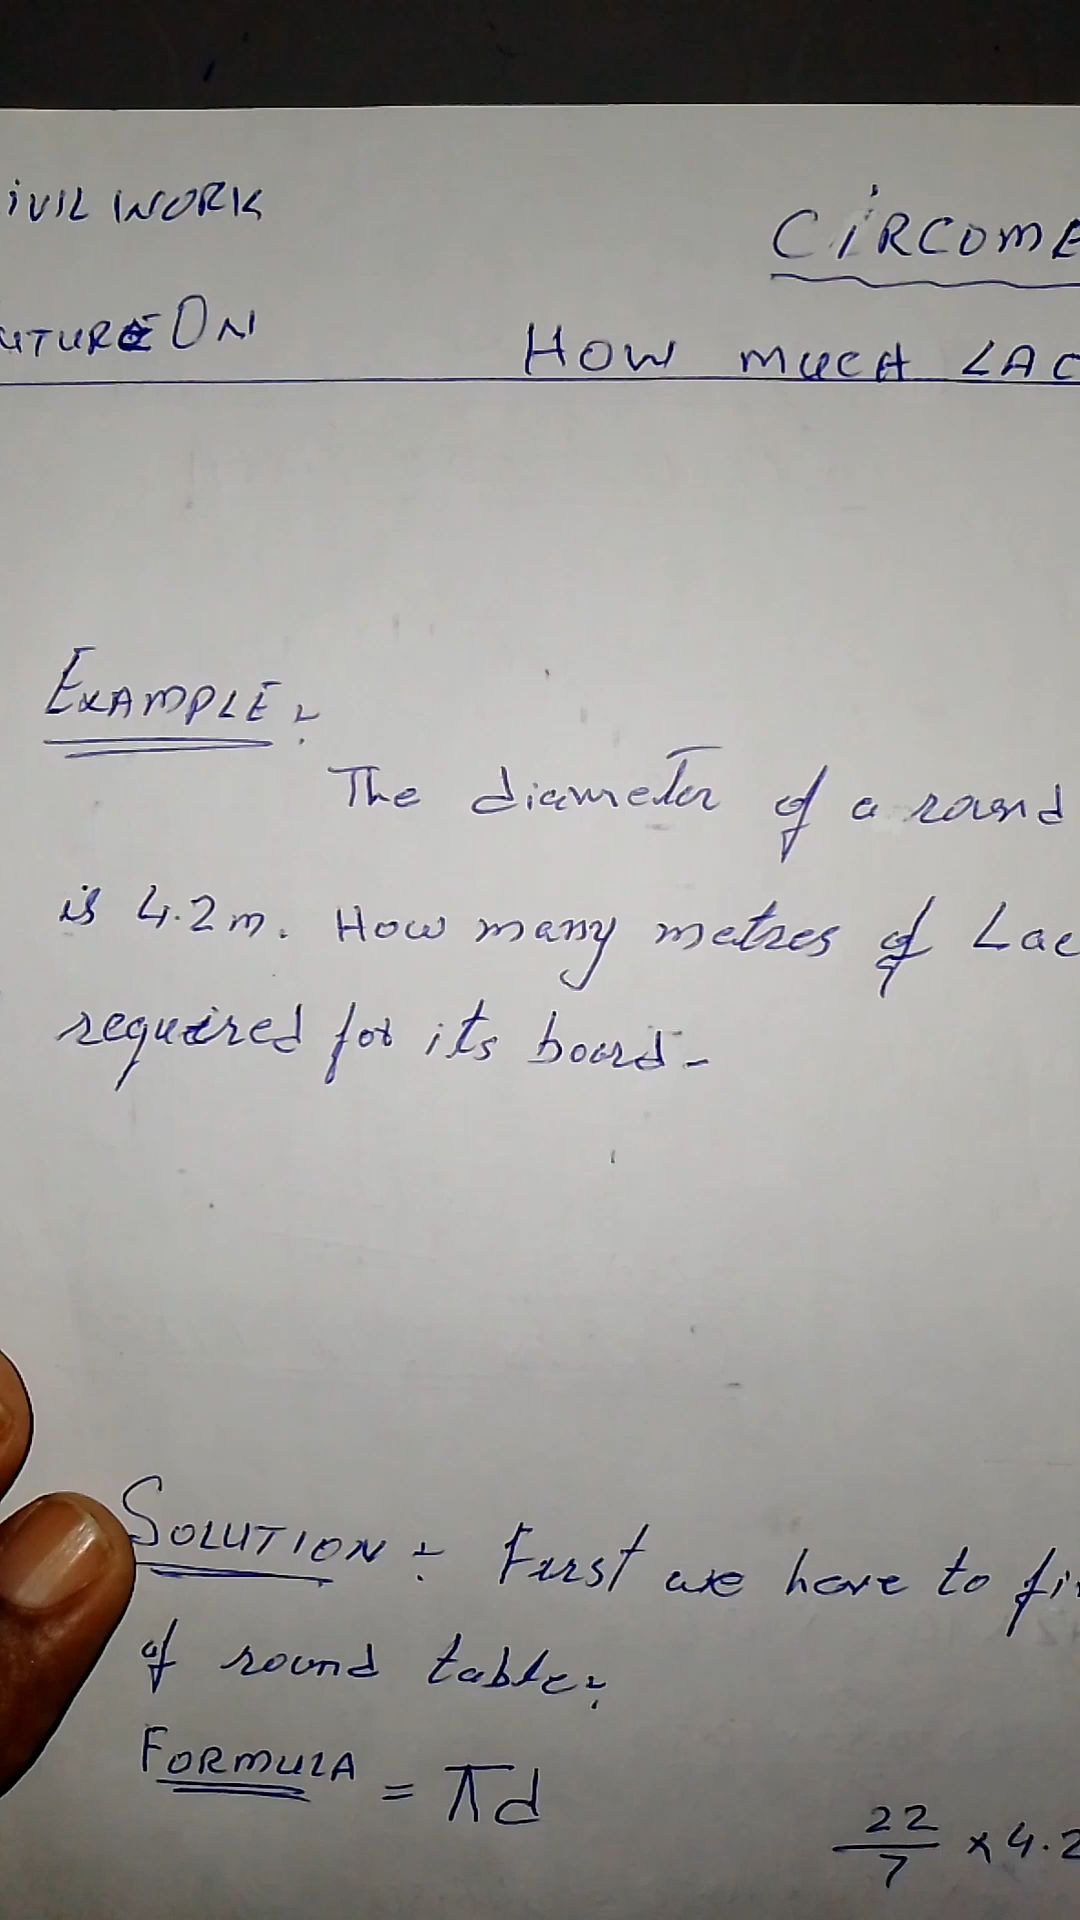 iVIL WORK
CiRCOME
UTURE ON
HOW MUCH LAC
EXAMPLE:
The diameter of a round
is 4.2m. How many metres of Lac
required for its board-
SOLUTION: First we have to fi
of round table:
FORMULA = πd
22/7 x 4.2